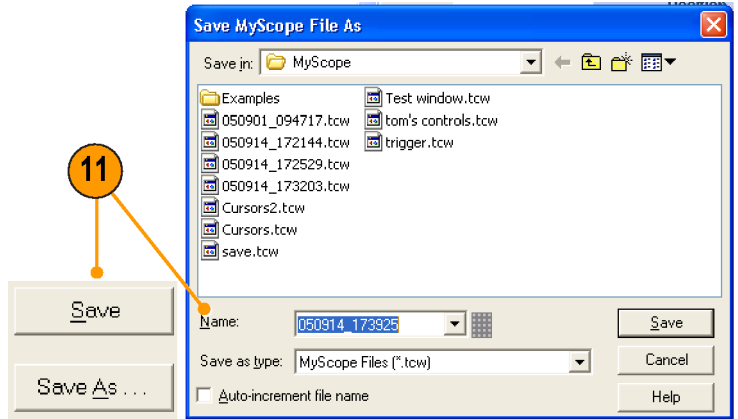 Save MyScope File As
Save in: MyScope
Examples
050901_094717.tcw
050914_172144.tcw
050914_172529.tcw
050914_173203.tcw
Cursors2.tcw
Cursors.tcw
save.tcw
Test window.tcw
tom's controls.tcw
trigger.tcw
11
Save
Save As . . .
Name: 050914_173925
Save
Save as type: MyScope Files (*.tcw)
Cancel
Auto-increment file name
Help